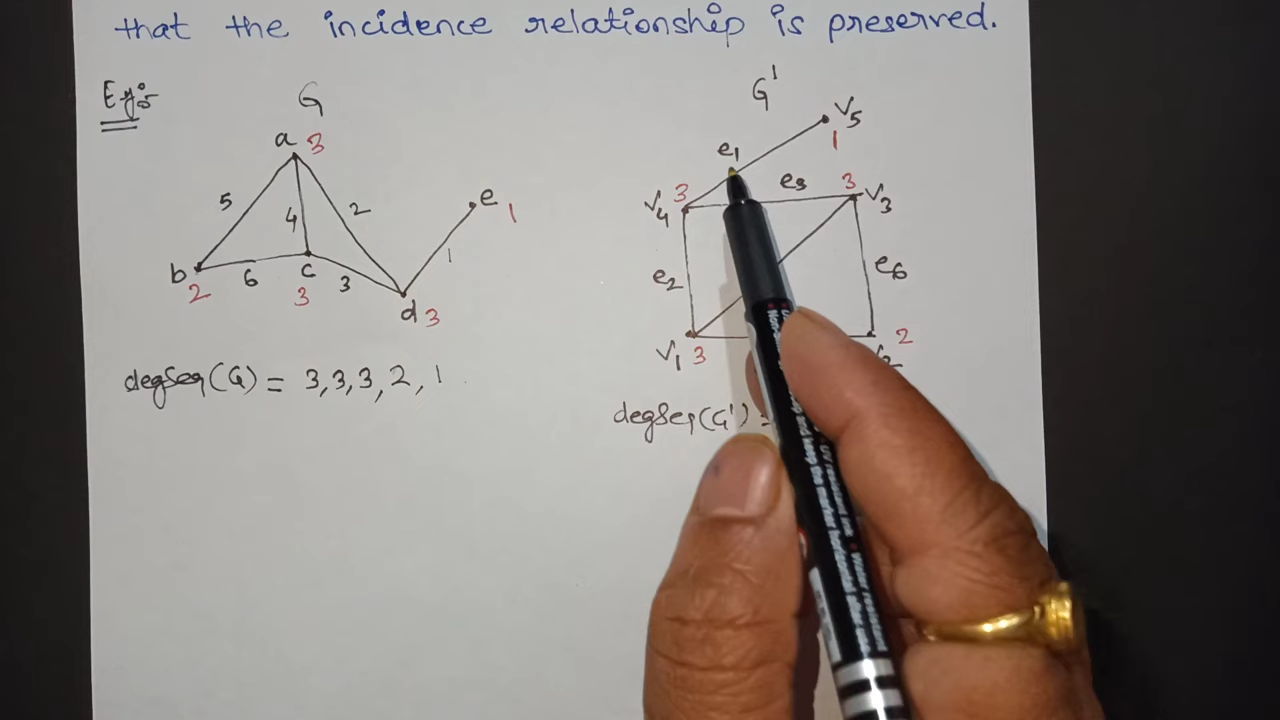 that the incidence relationship is preserved.
Eg:-
G
a 3
5
4
2
b 2
6
c 3
3
d 3
1
e 1
degSeq(G) = 3,3,3,2,1
G'
V5 1
e1
V4 3
e3
3 V3
e2
e6
V1 3
2
degSeq(G') =